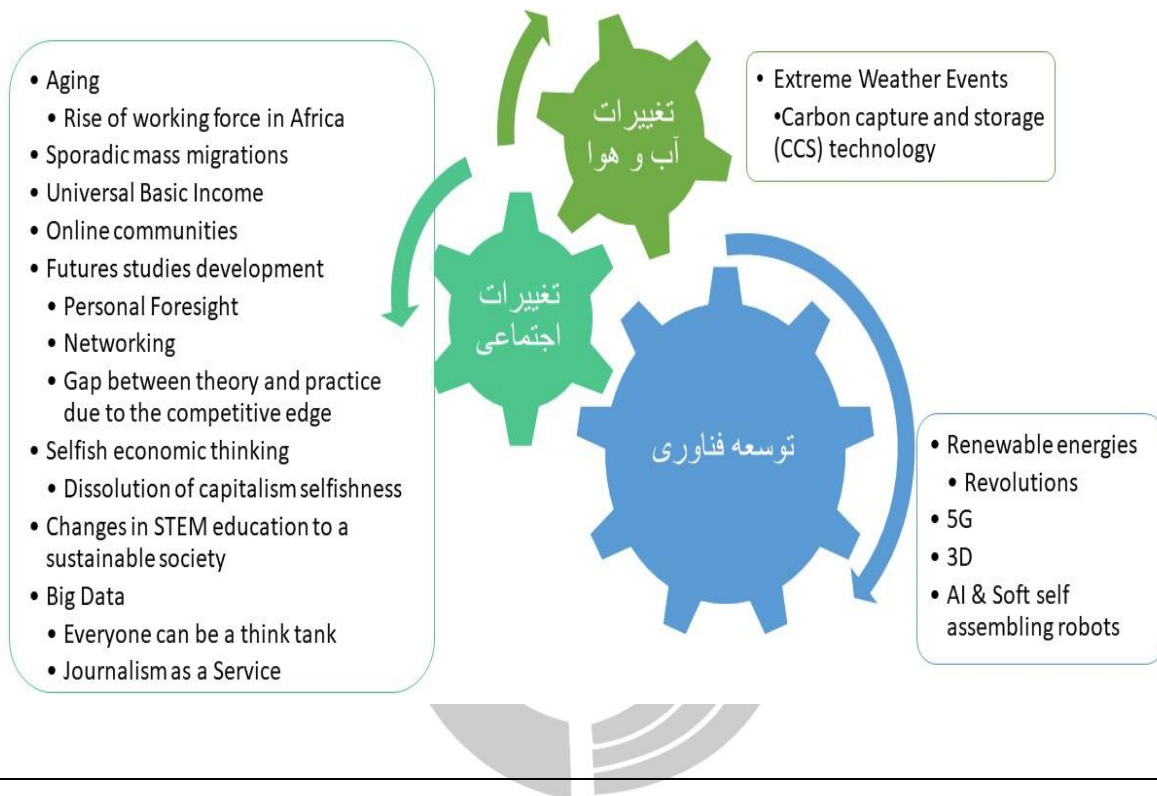 • Aging
• Rise of working force in Africa
• Sporadic mass migrations
• Universal Basic Income
• Online communities
• Futures studies development
• Personal Foresight
• Networking
• Gap between theory and practice
due to the competitive edge
• Selfish economic thinking
• Dissolution of capitalism selfishness
• Changes in STEM education to a
sustainable society
• Big Data
• Everyone can be a think tank
• Journalism as a Service
تغییرات
آب و هوا
• Extreme Weather Events
•Carbon capture and storage
(CCS) technology
تغییرات
اجتماعی
توسعه فناوری
• Renewable energies
• Revolutions
• 5G
• 3D
• AI & Soft self
assembling robots